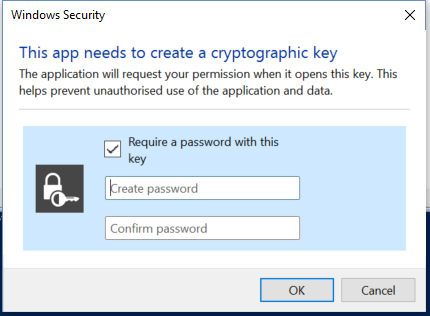 Windows Security
This app needs to create a cryptographic key
The application will request your permission when it opens this key. This
helps prevent unauthorised use of the application and data.
Require a password with this
key
Create password
Confirm password
OK
Cancel